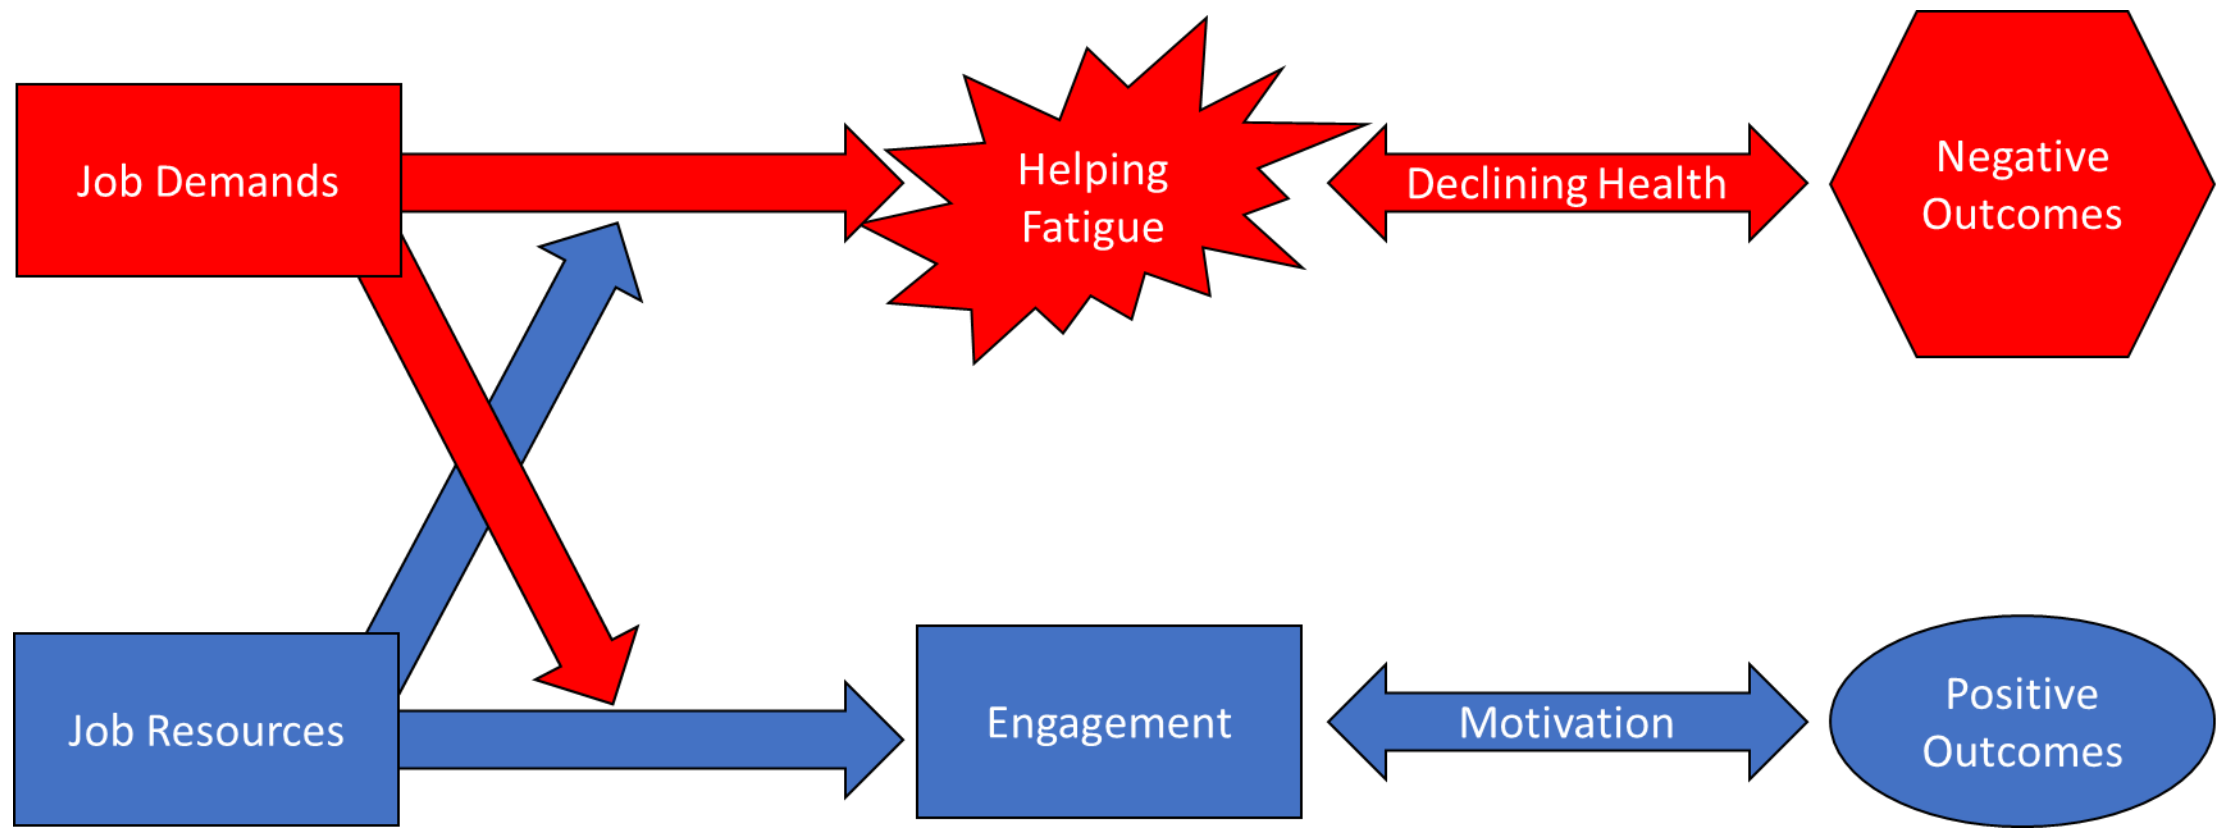 Job Demands
Helping
Fatigue
Declining Health
Negative
Outcomes
Job Resources
Engagement
Motivation
Positive
Outcomes